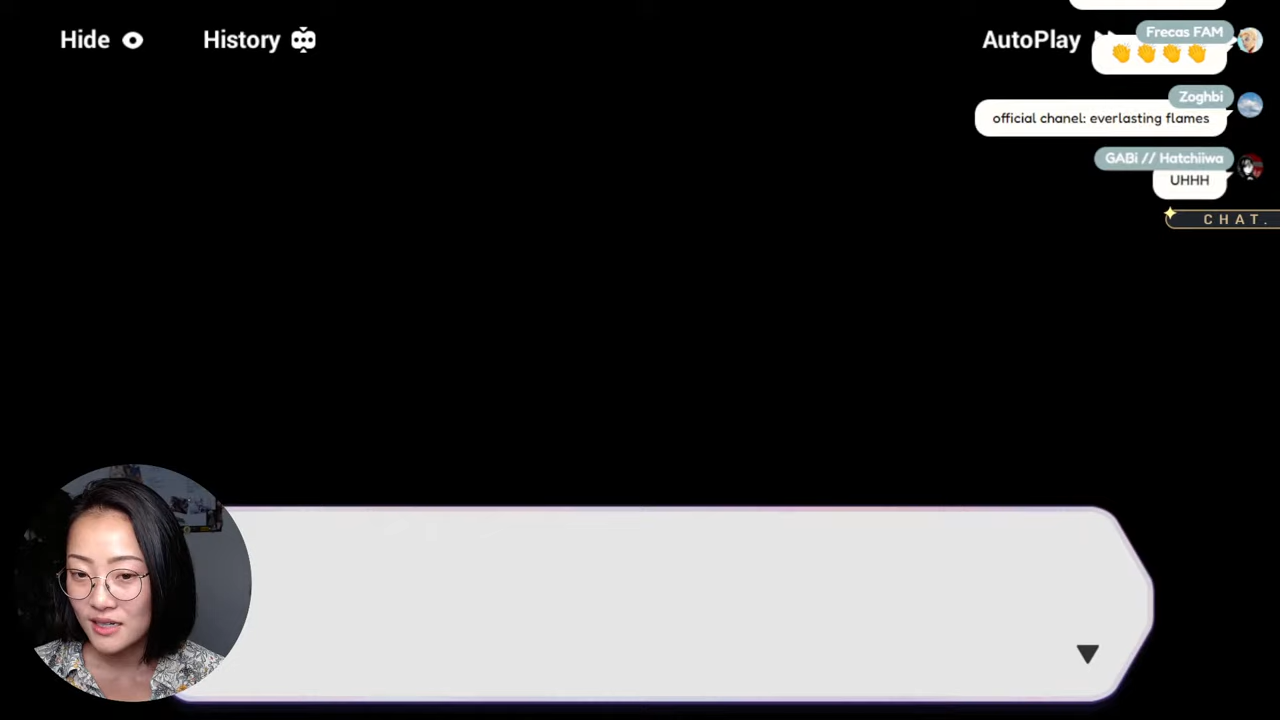 Hide
History
AutoPlay
Frecas FAM
👏👏👏👏
Zoghbi
official chanel: everlasting flames
GABi // Hatchiiwa
UHHH
CHAT.